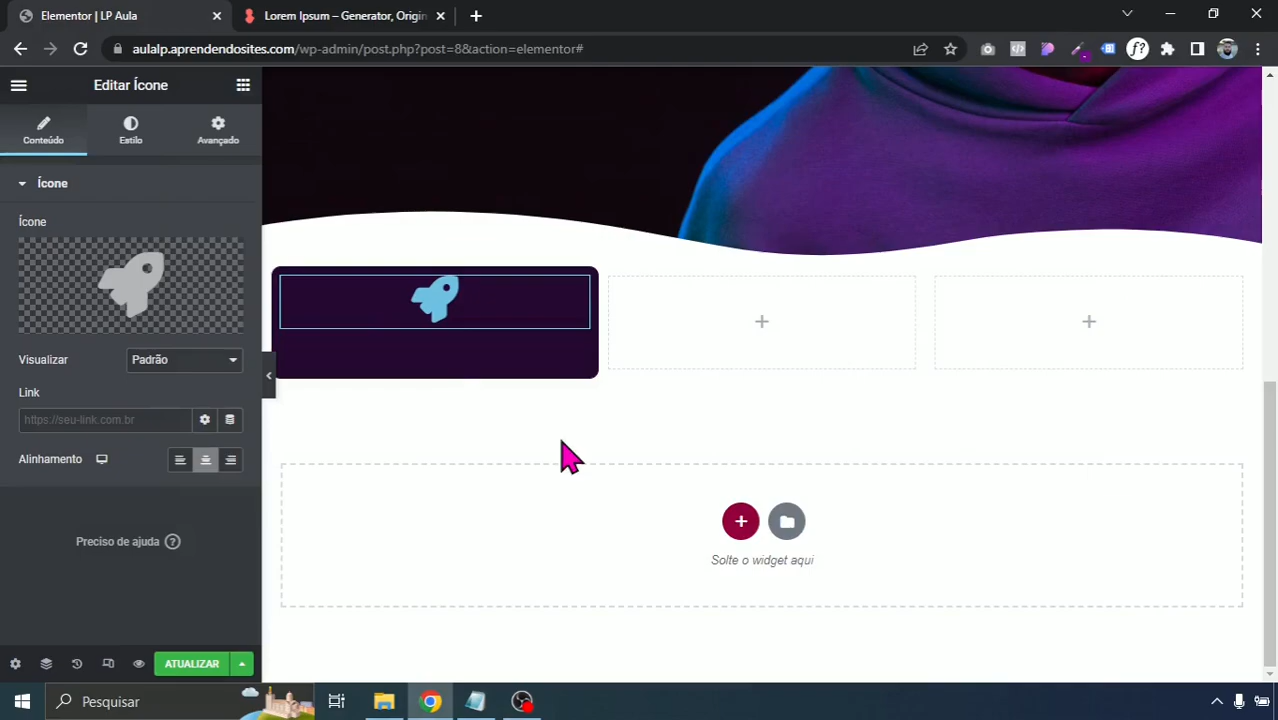 Elementor | LP Aula
Lorem Ipsum – Generator, Origin
aulalp.aprendendosites.com/wp-admin/post.php?post=8&action=elementor#
f?
Editar Ícone
Conteúdo
Estilo
Avançado
Ícone
Ícone
Visualizar
Padrão
Link
https://seu-link.com.br
Alinhamento
Preciso de ajuda ?
Solte o widget aqui
ATUALIZAR
Pesquisar